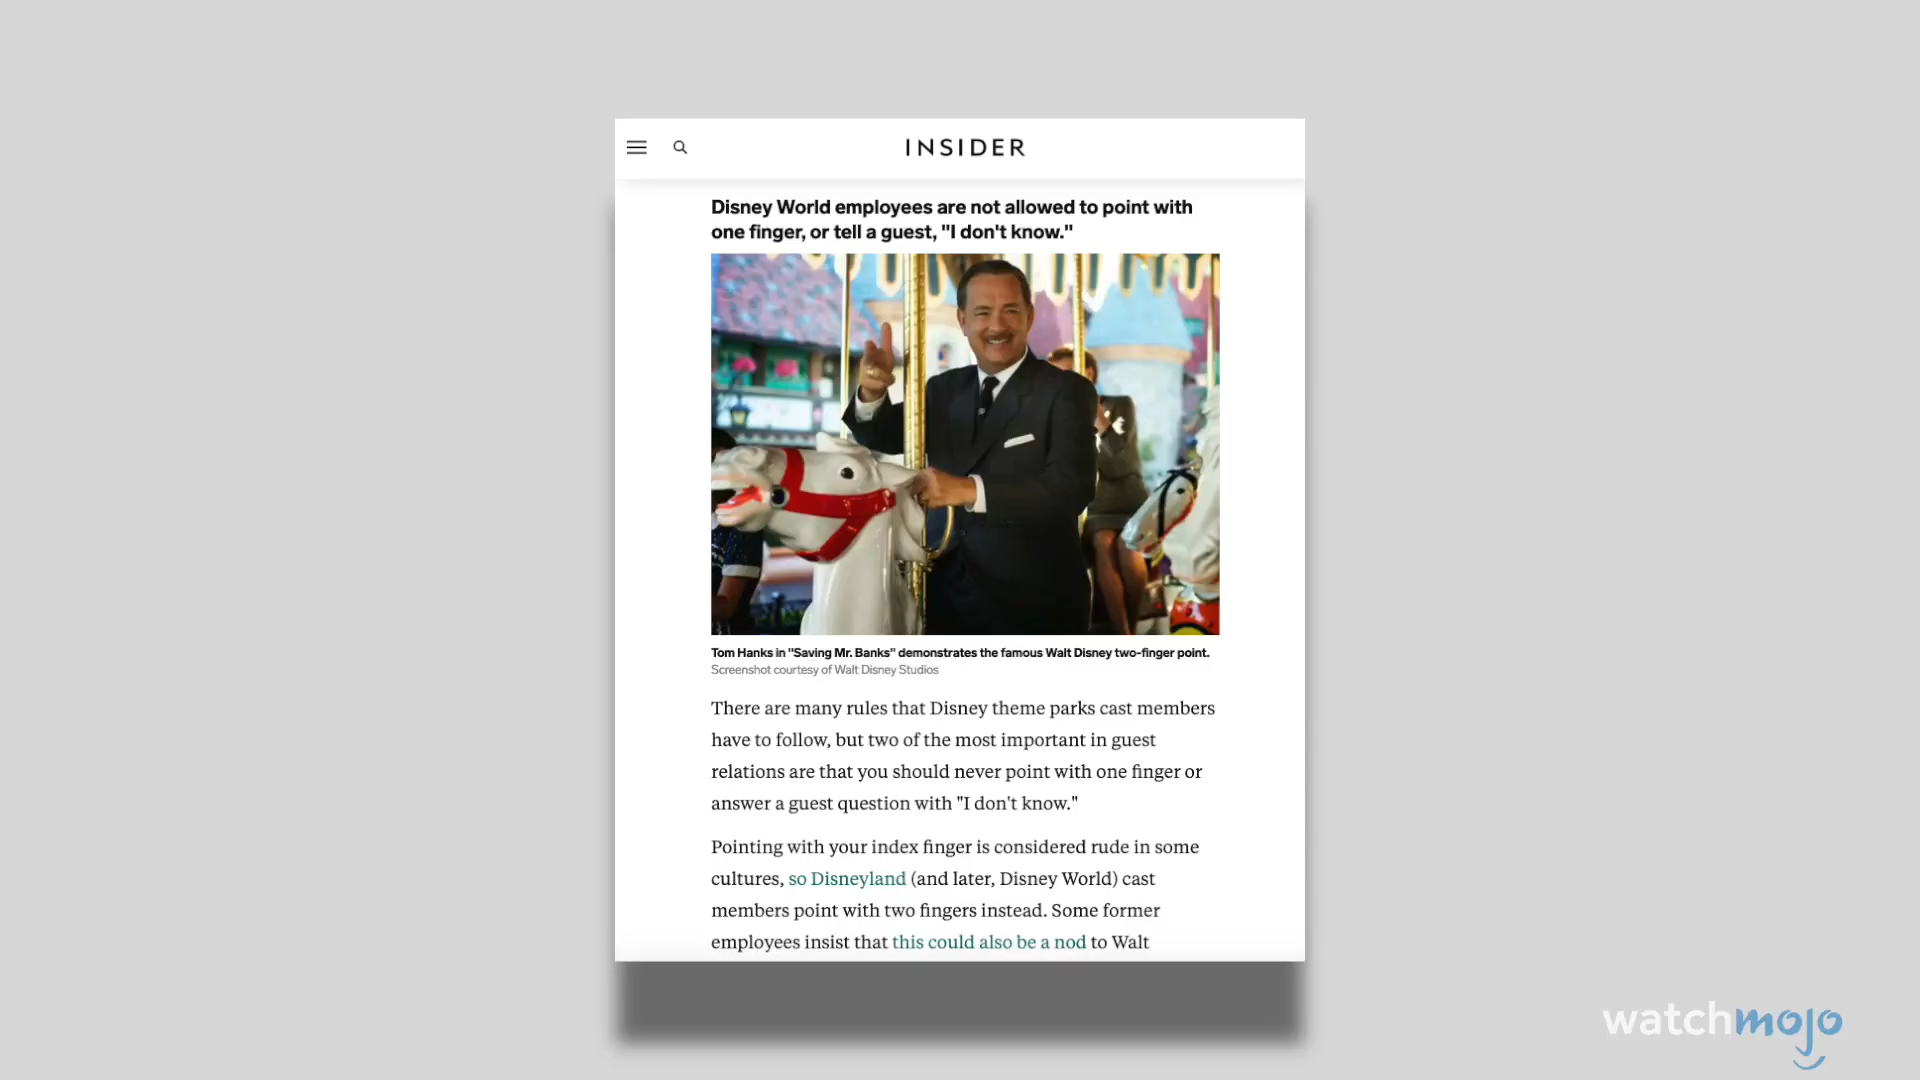 INSIDER
Disney World employees are not allowed to point with
one finger, or tell a guest, "I don't know."
Tom Hanks in "Saving Mr. Banks" demonstrates the famous Walt Disney two-finger point.
Screenshot courtesy of Walt Disney Studios
There are many rules that Disney theme parks cast members
have to follow, but two of the most important in guest
relations are that you should never point with one finger or
answer a guest question with "I don't know."
Pointing with your index finger is considered rude in some
cultures, so Disneyland (and later, Disney World) cast
members point with two fingers instead. Some former
employees insist that this could also be a nod to Walt
watchmojo